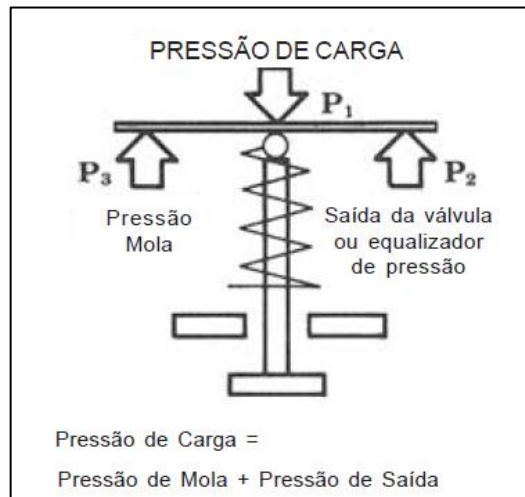 PRESSÃO DE CARGA
P1
P3
P2
Pressão
Mola
Saída da válvula
ou equalizador
de pressão
Pressão de Carga =
Pressão de Mola + Pressão de Saída